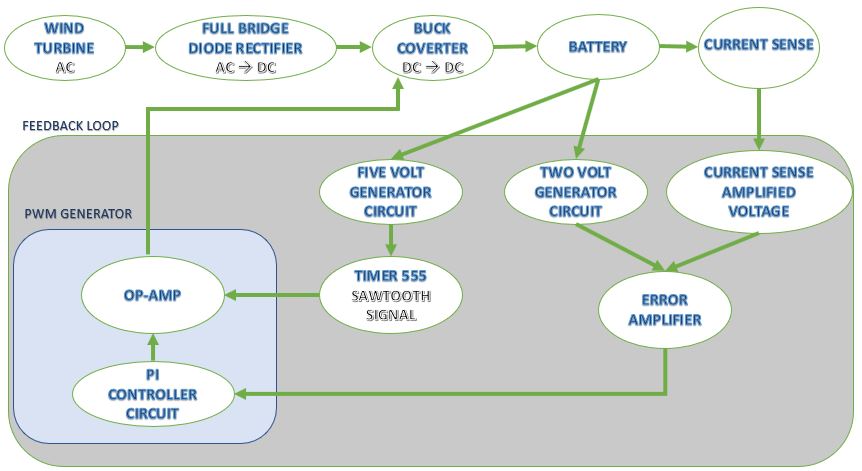 WIND
TURBINE
AC
FULL BRIDGE
DIODE RECTIFIER
AC → DC
BUCK
COVERTER
DC → DC
BATTERY
CURRENT SENSE
FEEDBACK LOOP
FIVE VOLT
GENERATOR
CIRCUIT
TWO VOLT
GENERATOR
CIRCUIT
CURRENT SENSE
AMPLIFIED
VOLTAGE
PWM GENERATOR
OP-AMP
TIMER 555
SAWTOOTH
SIGNAL
ERROR
AMPLIFIER
PI
CONTROLLER
CIRCUIT